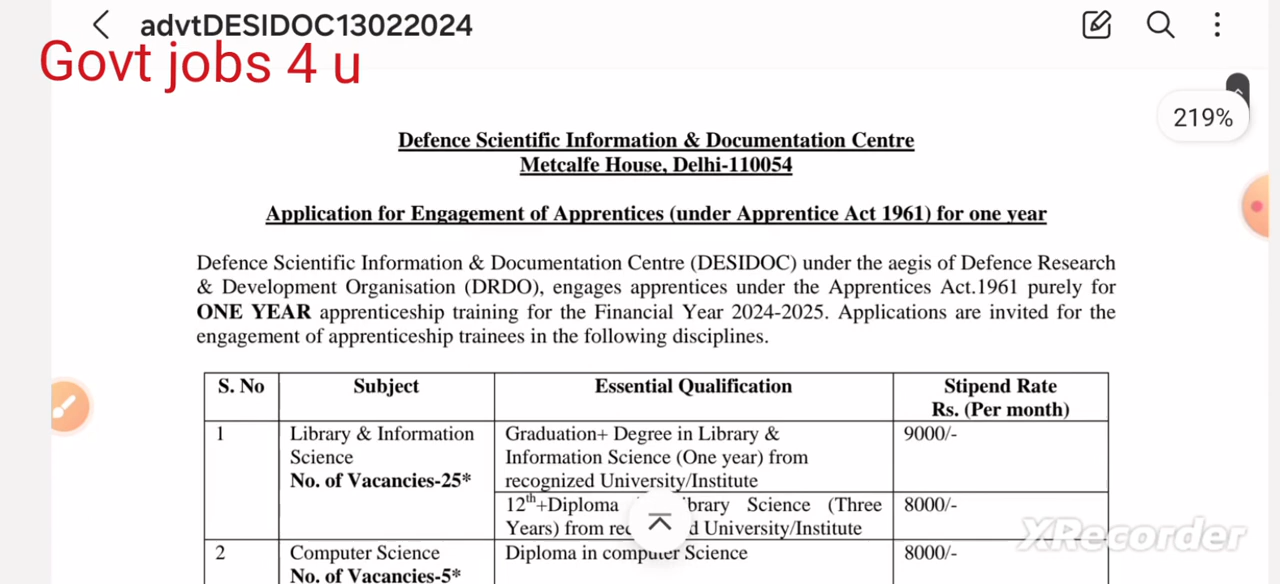 advtDESIDOC13022024
Govt jobs 4 u
219%
Defence Scientific Information & Documentation Centre
Metcalfe House, Delhi-110054
Application for Engagement of Apprentices (under Apprentice Act 1961) for one year
Defence Scientific Information & Documentation Centre (DESIDOC) under the aegis of Defence Research
& Development Organisation (DRDO), engages apprentices under the Apprentices Act.1961 purely for
ONE YEAR apprenticeship training for the Financial Year 2024-2025. Applications are invited for the
engagement of apprenticeship trainees in the following disciplines.
S. No Subject Essential Qualification Stipend Rate
Rs. (Per month)
1 Library & Information Graduation+ Degree in Library & 9000/-
Science Information Science (One year) from
No. of Vacancies-25* recognized University/Institute
12th+Diploma Science (Three 8000/-
Years) from University/Institute
2 Computer Science Diploma in computer Science 8000/-
No. of Vacancies-5*
XRecorder